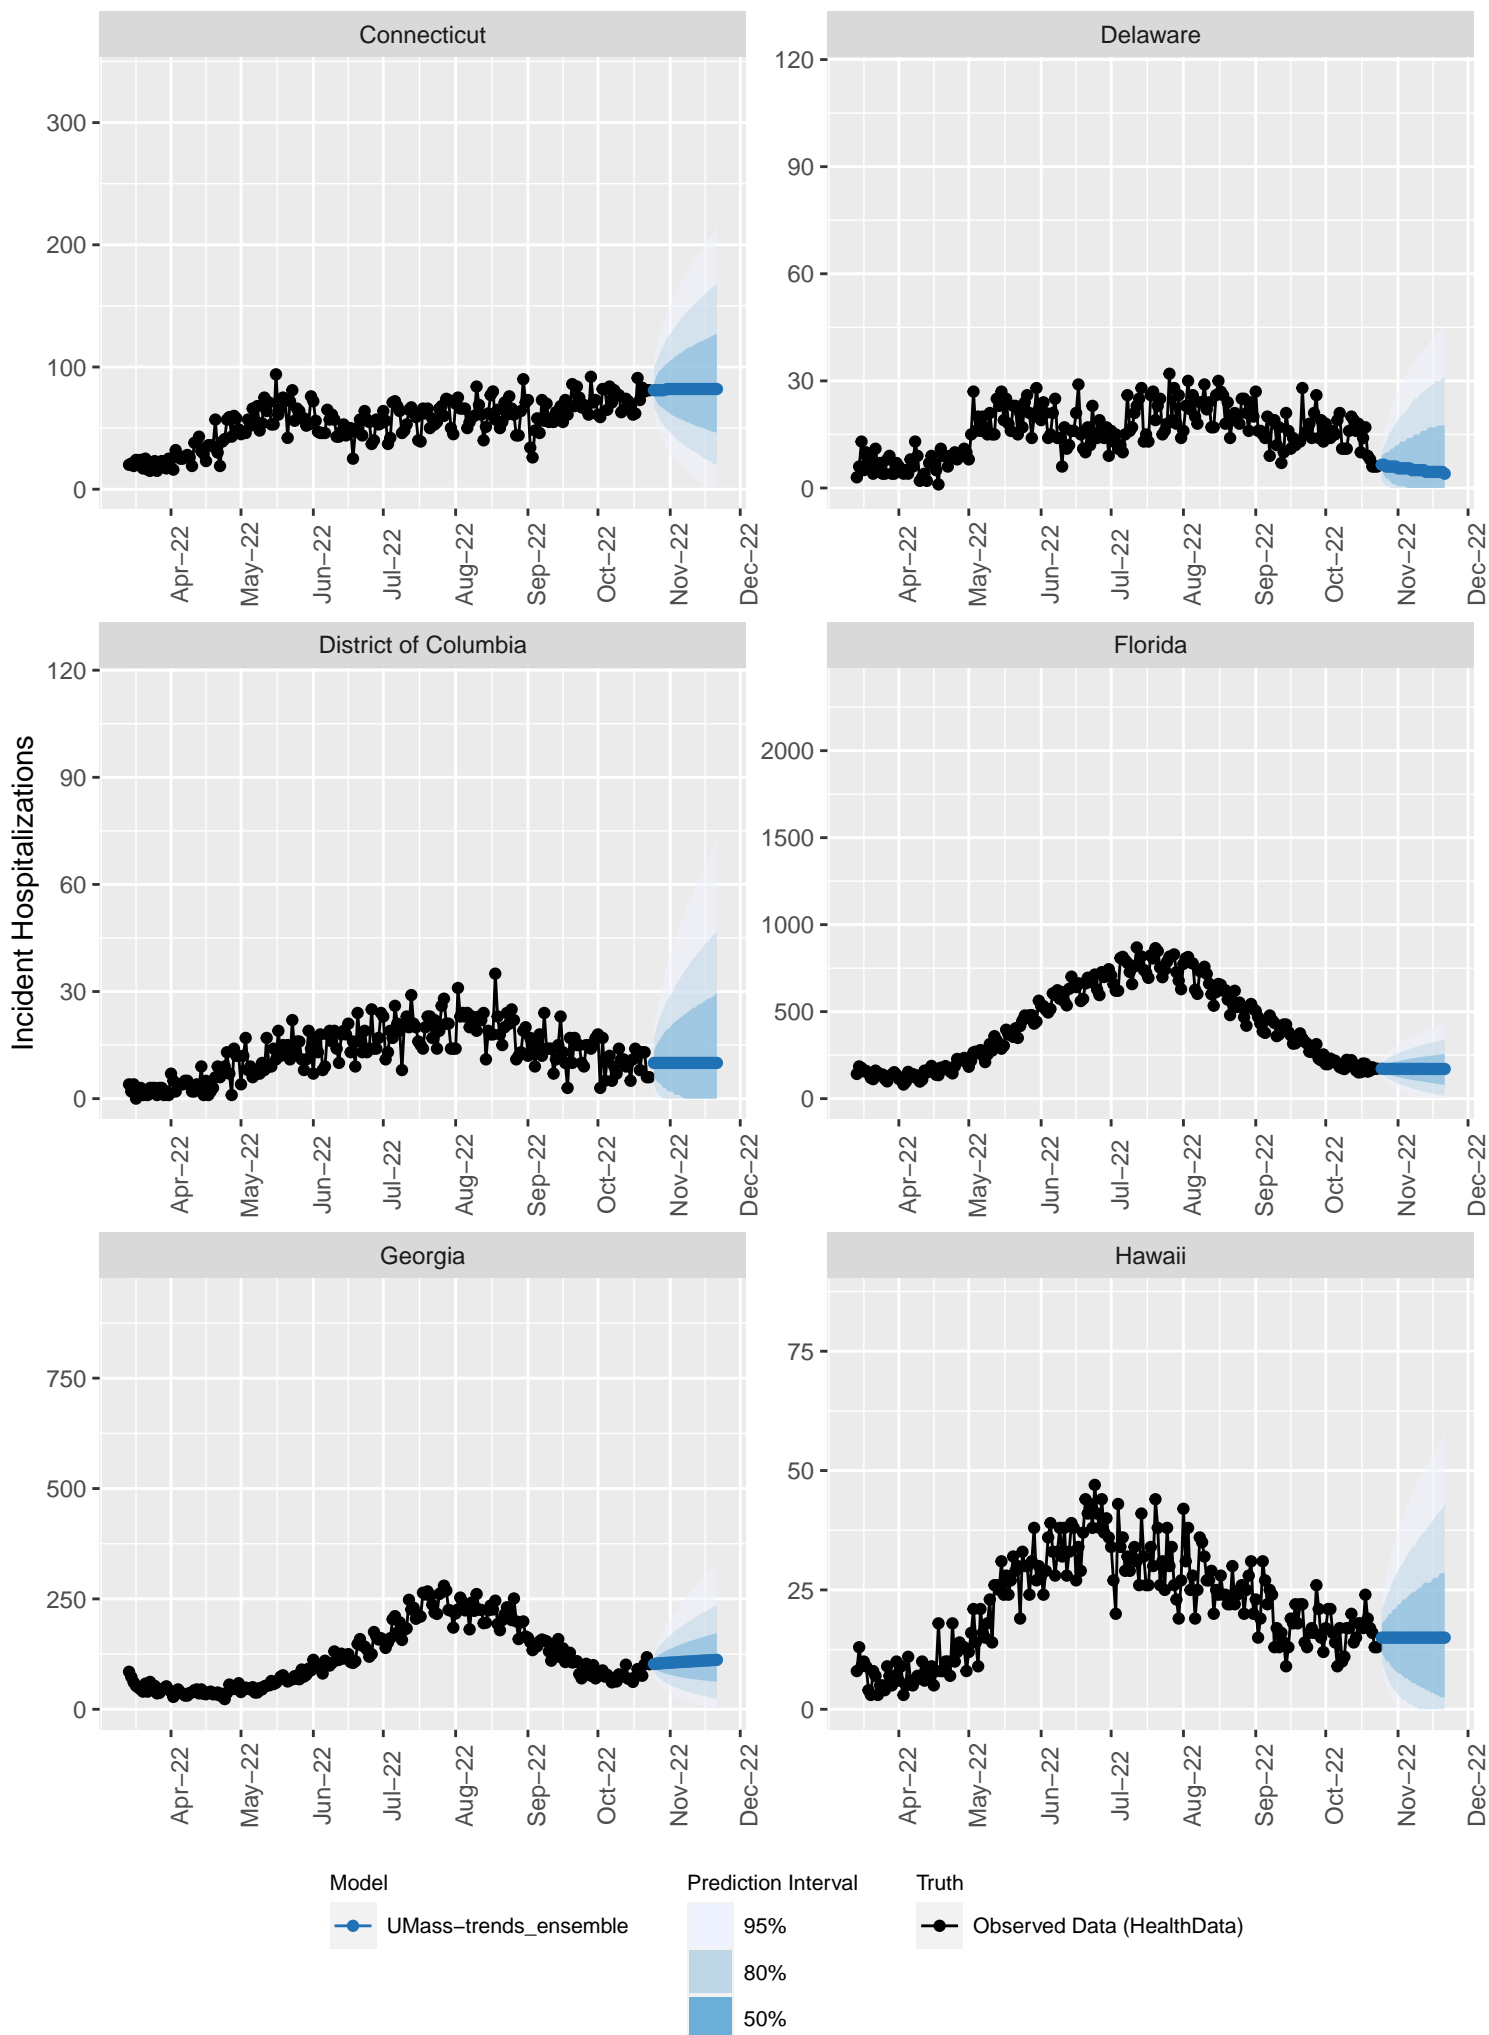 Connecticut
Delaware
300
200
100
0
120
90
60
30
0
Apr−22
May−22
Jun−22
Jul−22
Aug−22
Sep−22
Oct−22
Nov−22
Dec−22
Apr−22
May−22
Jun−22
Jul−22
Aug−22
Sep−22
Oct−22
Nov−22
Dec−22
Incident Hospitalizations
District of Columbia
Florida
120
90
60
30
0
2000
1500
1000
500
0
Apr−22
May−22
Jun−22
Jul−22
Aug−22
Sep−22
Oct−22
Nov−22
Dec−22
Apr−22
May−22
Jun−22
Jul−22
Aug−22
Sep−22
Oct−22
Nov−22
Dec−22
Georgia
Hawaii
750
500
250
0
75
50
25
0
Apr−22
May−22
Jun−22
Jul−22
Aug−22
Sep−22
Oct−22
Nov−22
Dec−22
Apr−22
May−22
Jun−22
Jul−22
Aug−22
Sep−22
Oct−22
Nov−22
Dec−22
Model
UMass−trends_ensemble
Prediction Interval
95%
80%
50%
Truth
Observed Data (HealthData)